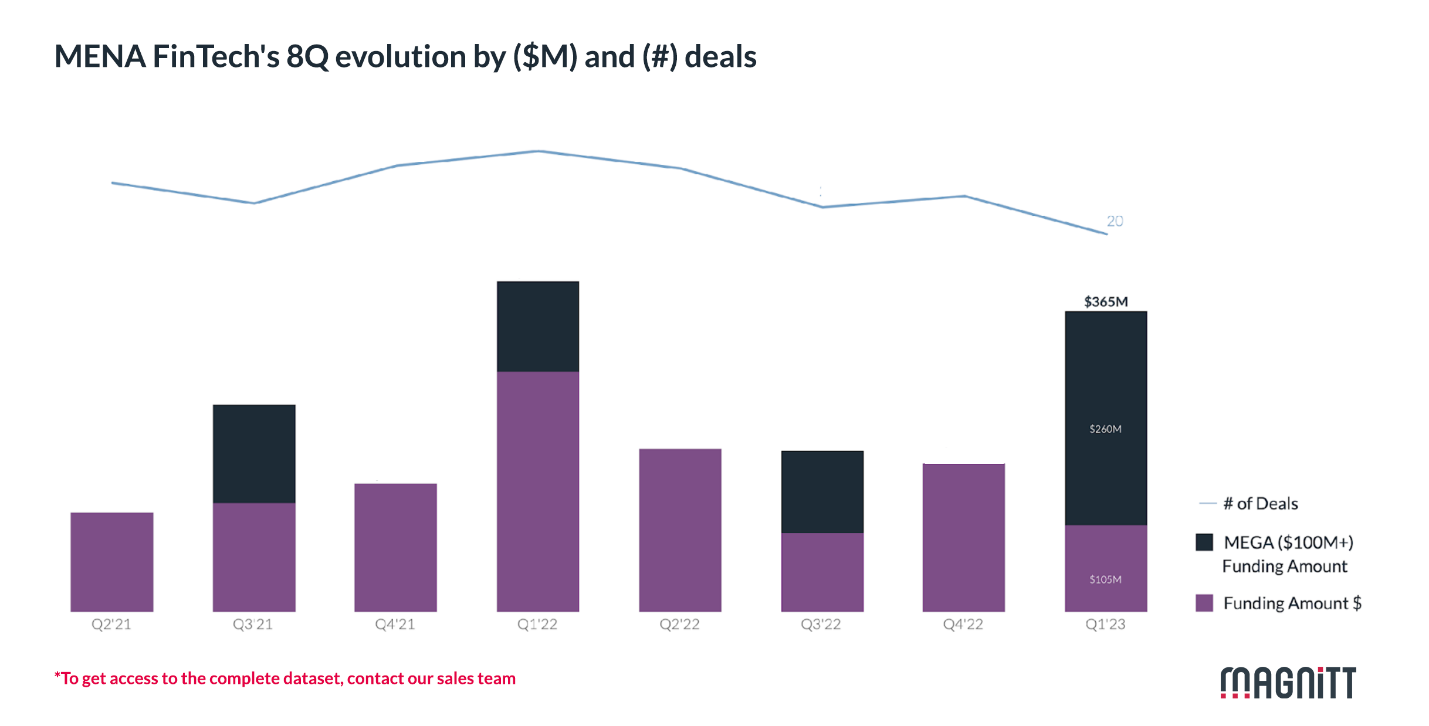 MENA FinTech's 8Q evolution by ($M) and (#) deals
20
$365M
$260M
$105M
Q2'21
Q3'21
Q4'21
Q1'22
Q2'22
Q3'22
Q4'22
Q1'23
# of Deals
MEGA ($100M+)
Funding Amount
Funding Amount $
*To get access to the complete dataset, contact our sales team
MAGNiTT